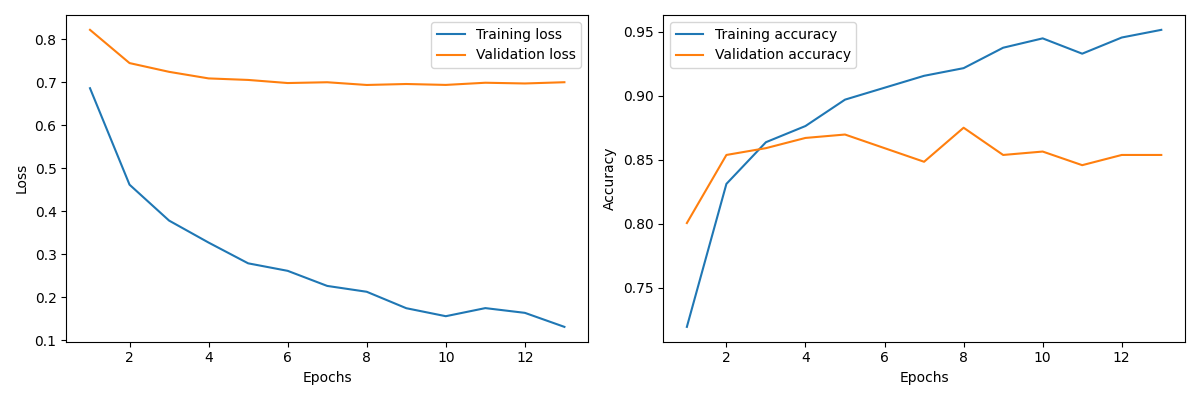 Training loss
Validation loss
0.8
0.7
0.6
0.5
0.4
0.3
0.2
0.1
Loss
2 4 6 8 10 12
Epochs
Training accuracy
Validation accuracy
0.95
0.90
0.85
0.80
0.75
Accuracy
2 4 6 8 10 12
Epochs